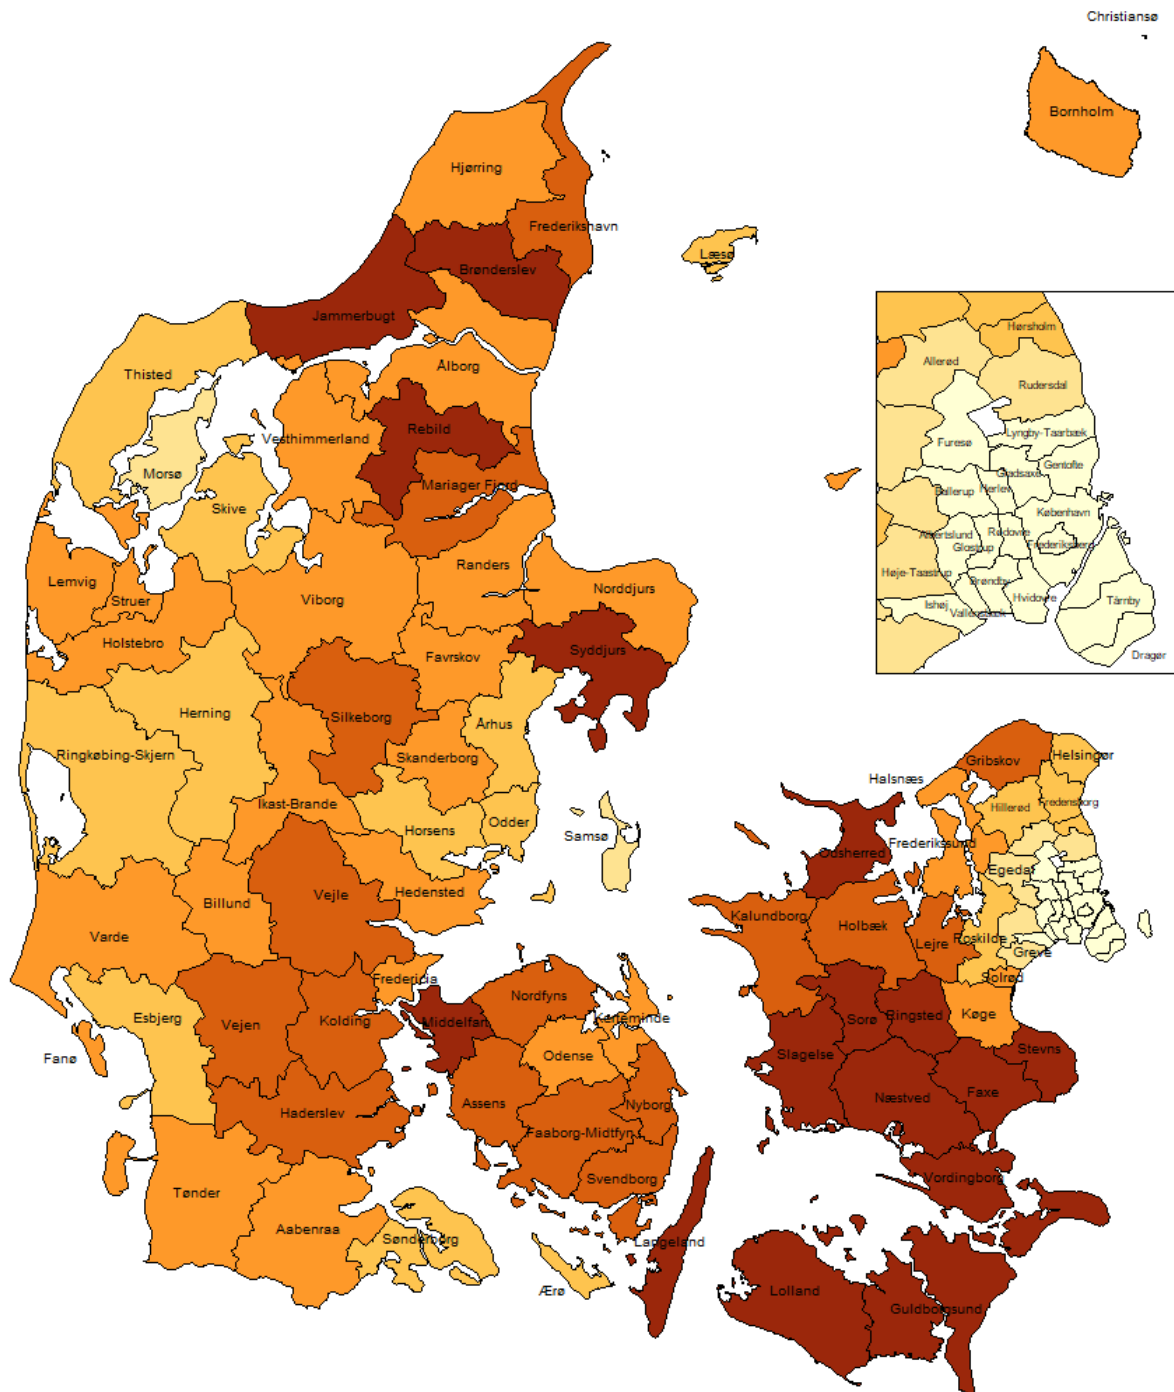 Christiansø
Bornholm
Hjørring
Frederikshavn
Læsø
Brønderslev
Jammerbugt
Hørsholm
Allerød
Ålborg
Thisted
Rudersdal
Rebild
Vesthimmerland
Lyngby-Taarbæk
Furesø
Gentofte
Morsø
Gladsaxe
Mariager Fjord
Ballerup
Herlev
Skive
København
Albertslund
Rødovre
Frederiksberg
Glostrup
Randers
Høje-Taastrup
Lemvig
Brøndby
Norddjurs
Viborg
Struer
Hvidovre
Tårnby
Ishøj
Vallensbæk
Holstebro
Syddjurs
Favrskov
Dragør
Herning
Silkeborg
Århus
Ringkøbing-Skjern
Skanderborg
Helsingør
Gribskov
Halsnæs
Ikast-Brande
Fredensborg
Hillerød
Odder
Horsens
Samsø
Frederikssund
Odsherred
Egedal
Hedensted
Vejle
Billund
Kalundborg
Holbæk
Varde
Roskilde
Lejre
Greve
Solrød
Fredericia
Nordfyns
Køge
Esbjerg
Kerteminde
Middelfart
Kolding
Vejen
Sorø
Ringsted
Stevns
Odense
Slagelse
Fanø
Faxe
Næstved
Assens
Nyborg
Haderslev
Faaborg-Midtfyn
Svendborg
Vordingborg
Tønder
Aabenraa
Sønderborg
Langeland
Ærø
Lolland
Guldborgsund